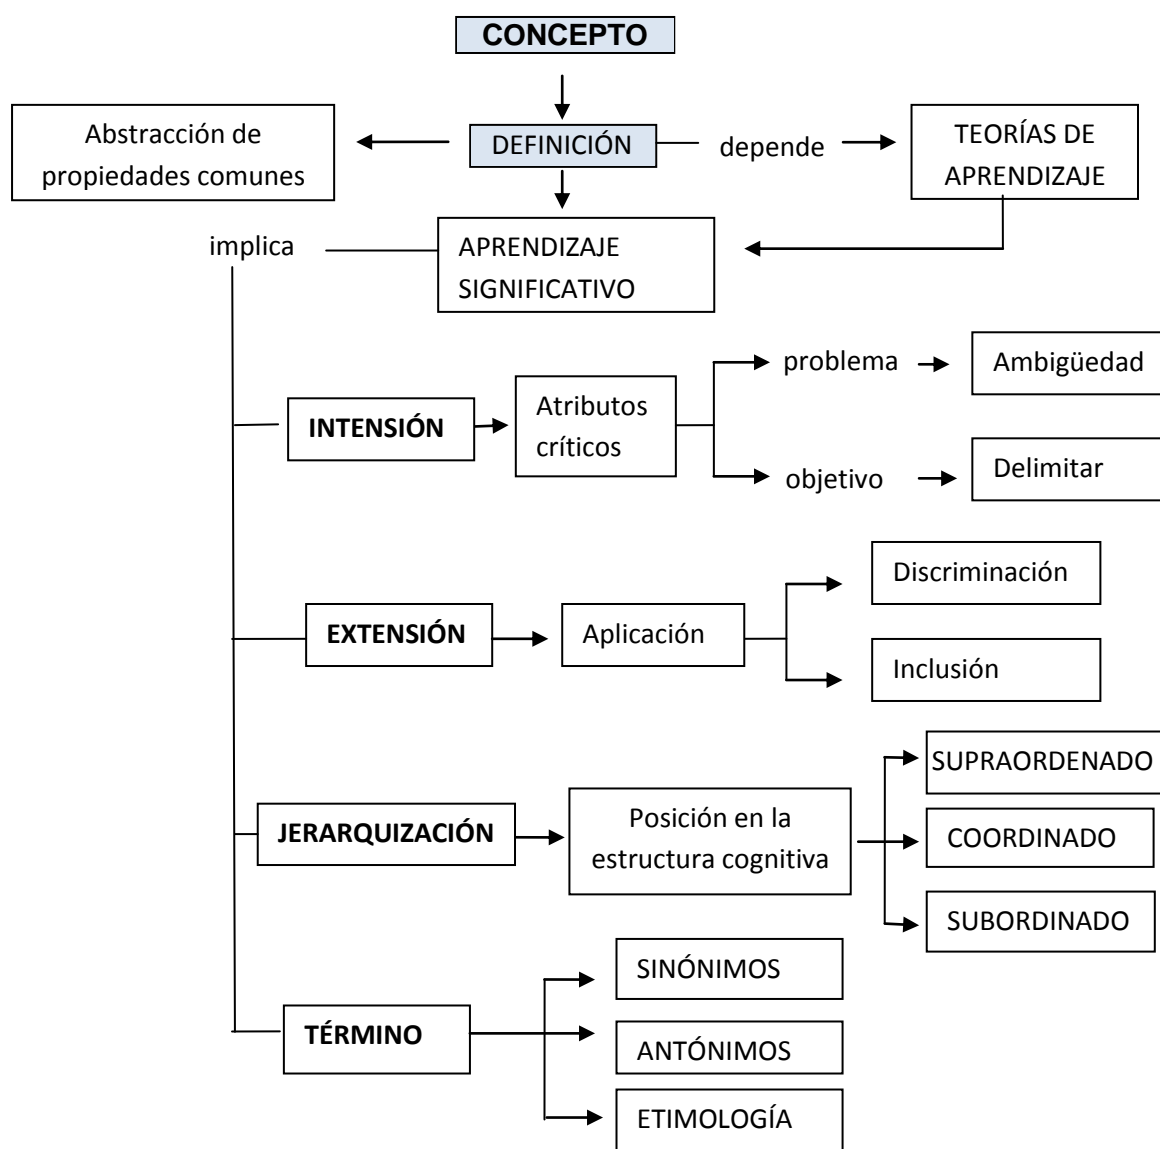 CONCEPTO
Abstracción de
propiedades comunes
DEFINICIÓN
depende
TEORÍAS DE
APRENDIZAJE
implica
APRENDIZAJE
SIGNIFICATIVO
INTENSIÓN
Atributos
críticos
problema
Ambigüedad
objetivo
Delimitar
EXTENSIÓN
Aplicación
Discriminación
Inclusión
JERARQUIZACIÓN
Posición en la
estructura cognitiva
SUPRAORDENADO
COORDINADO
SUBORDINADO
TÉRMINO
SINÓNIMOS
ANTÓNIMOS
ETIMOLOGÍA